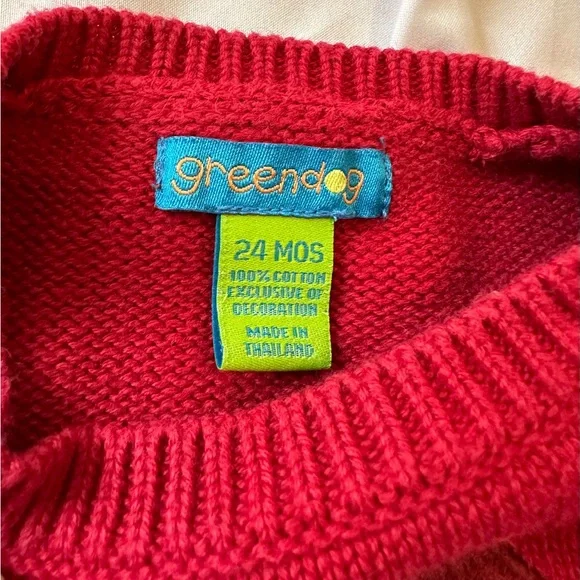 greendog
24 MOS
100% COTTON
EXCLUSIVE OF
DECORATION
MADE IN
THAILAND